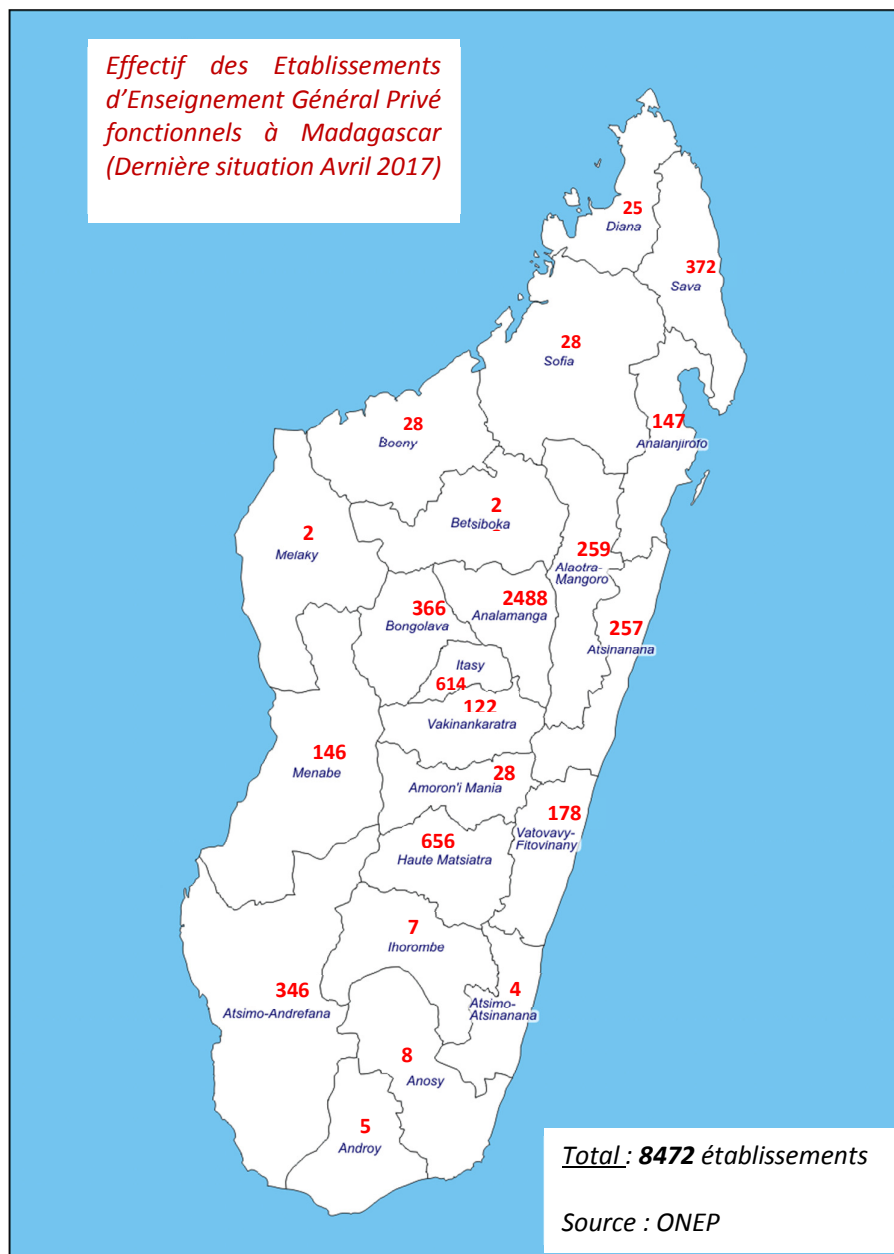 Effectif des Etablissements
d'Enseignement Général Privé
fonctionnels à Madagascar
(Dernière situation Avril 2017)
25
Diana
372
Sava
28
Sofia
147
Analanjirofo
28
Boony
2
Betsiboka
2
Melaky
259
Alaotra-
Mangoro
2488
Analamanga
366
Bongolava
257
Atsinanana
Itasy
614
122
Vakinankaratra
146
Menabe
28
Amoron'i Mania
178
Vatovavy-
Fitovinany
656
Haute Matsiatra
7
Ihorombe
346
Atsimo-Andrefana
4
Atsimo-
Atsinanana
8
Anosy
5
Androy
Total : 8472 établissements
Source : ONEP